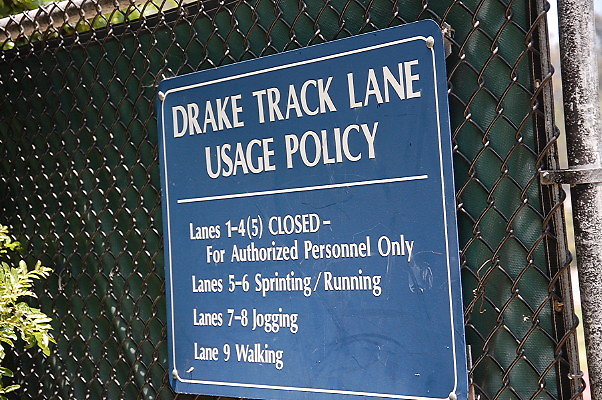 DRAKE TRACK LANE
USAGE POLICY
Lanes 1-4(5) CLOSED-
For Authorized Personnel Only
Lanes 5-6 Sprinting/Running
Lanes 7-8 Jogging
Lane 9 Walking